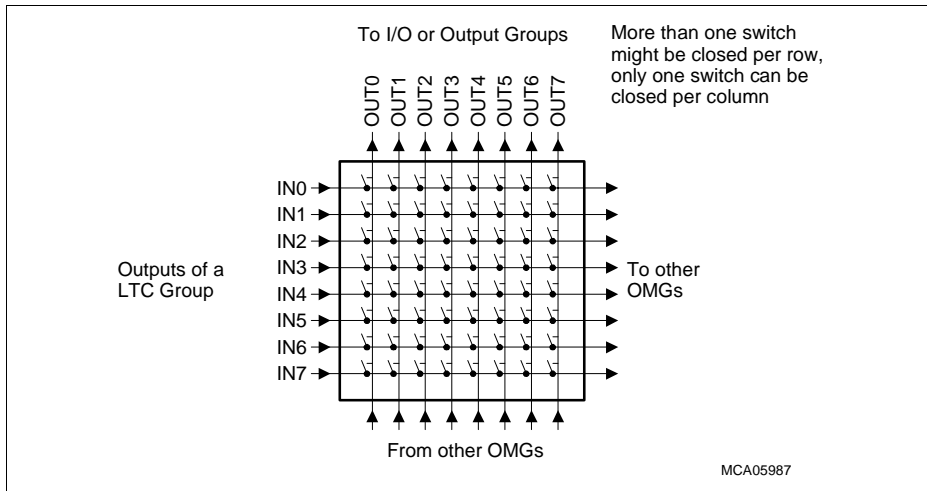 To I/O or Output Groups
More than one switch
might be closed per row,
only one switch can be
closed per column
OUT0
OUT1
OUT2
OUT3
OUT4
OUT5
OUT6
OUT7
IN0
IN1
IN2
IN3
IN4
IN5
IN6
IN7
Outputs of a
LTC Group
To other
OMGs
From other OMGs
MCA05987